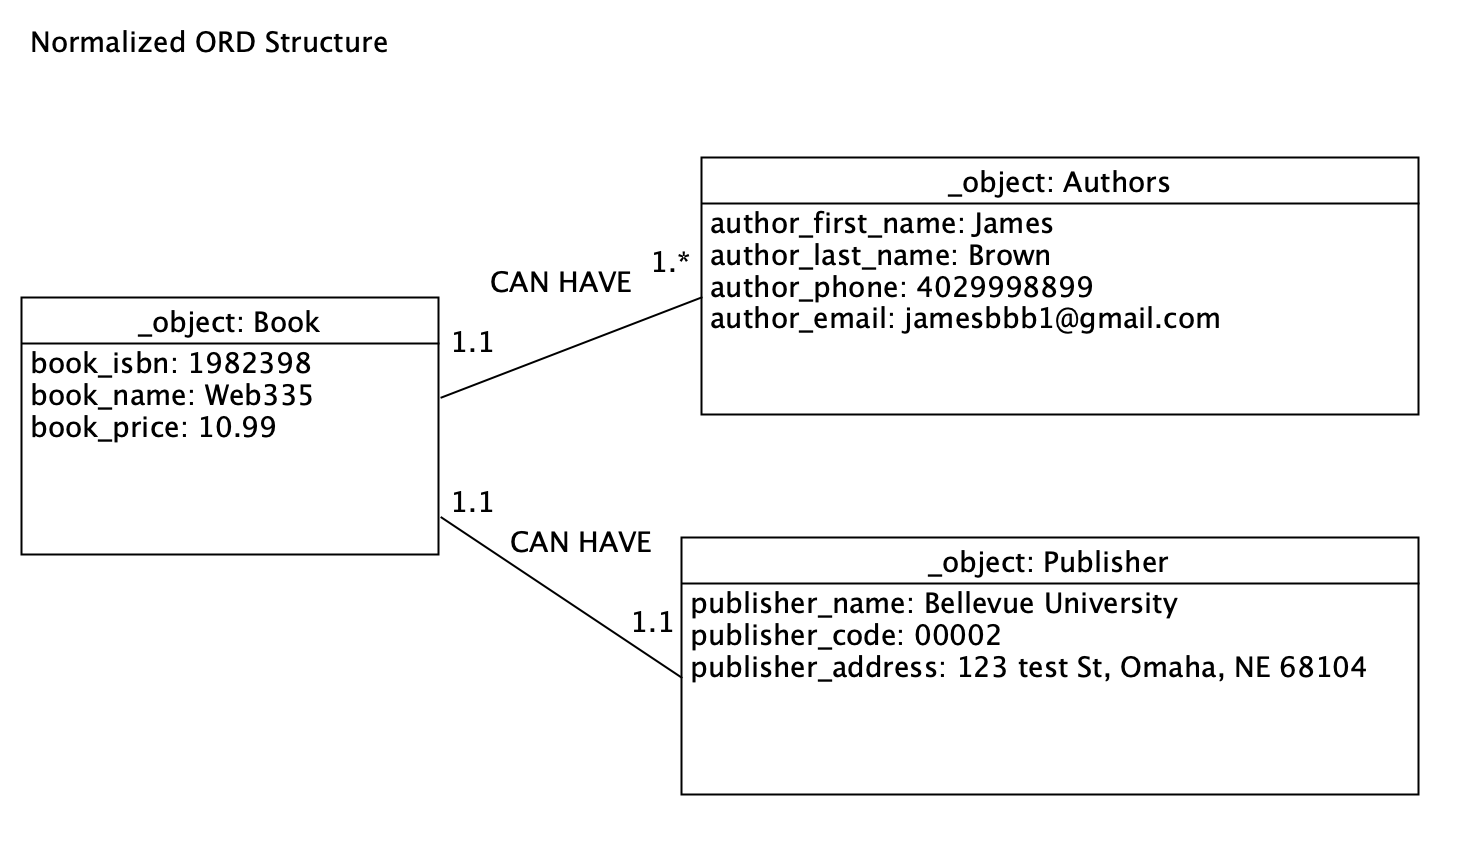 Normalized ORD Structure
_object: Authors
author_first_name: James
author_last_name: Brown
author_phone: 4029998899
author_email: jamesbbb1@gmail.com
1.*
CAN HAVE
1.1
_object: Book
book_isbn: 1982398
book_name: Web335
book_price: 10.99
1.1
CAN HAVE
1.1
_object: Publisher
publisher_name: Bellevue University
publisher_code: 00002
publisher_address: 123 test St, Omaha, NE 68104